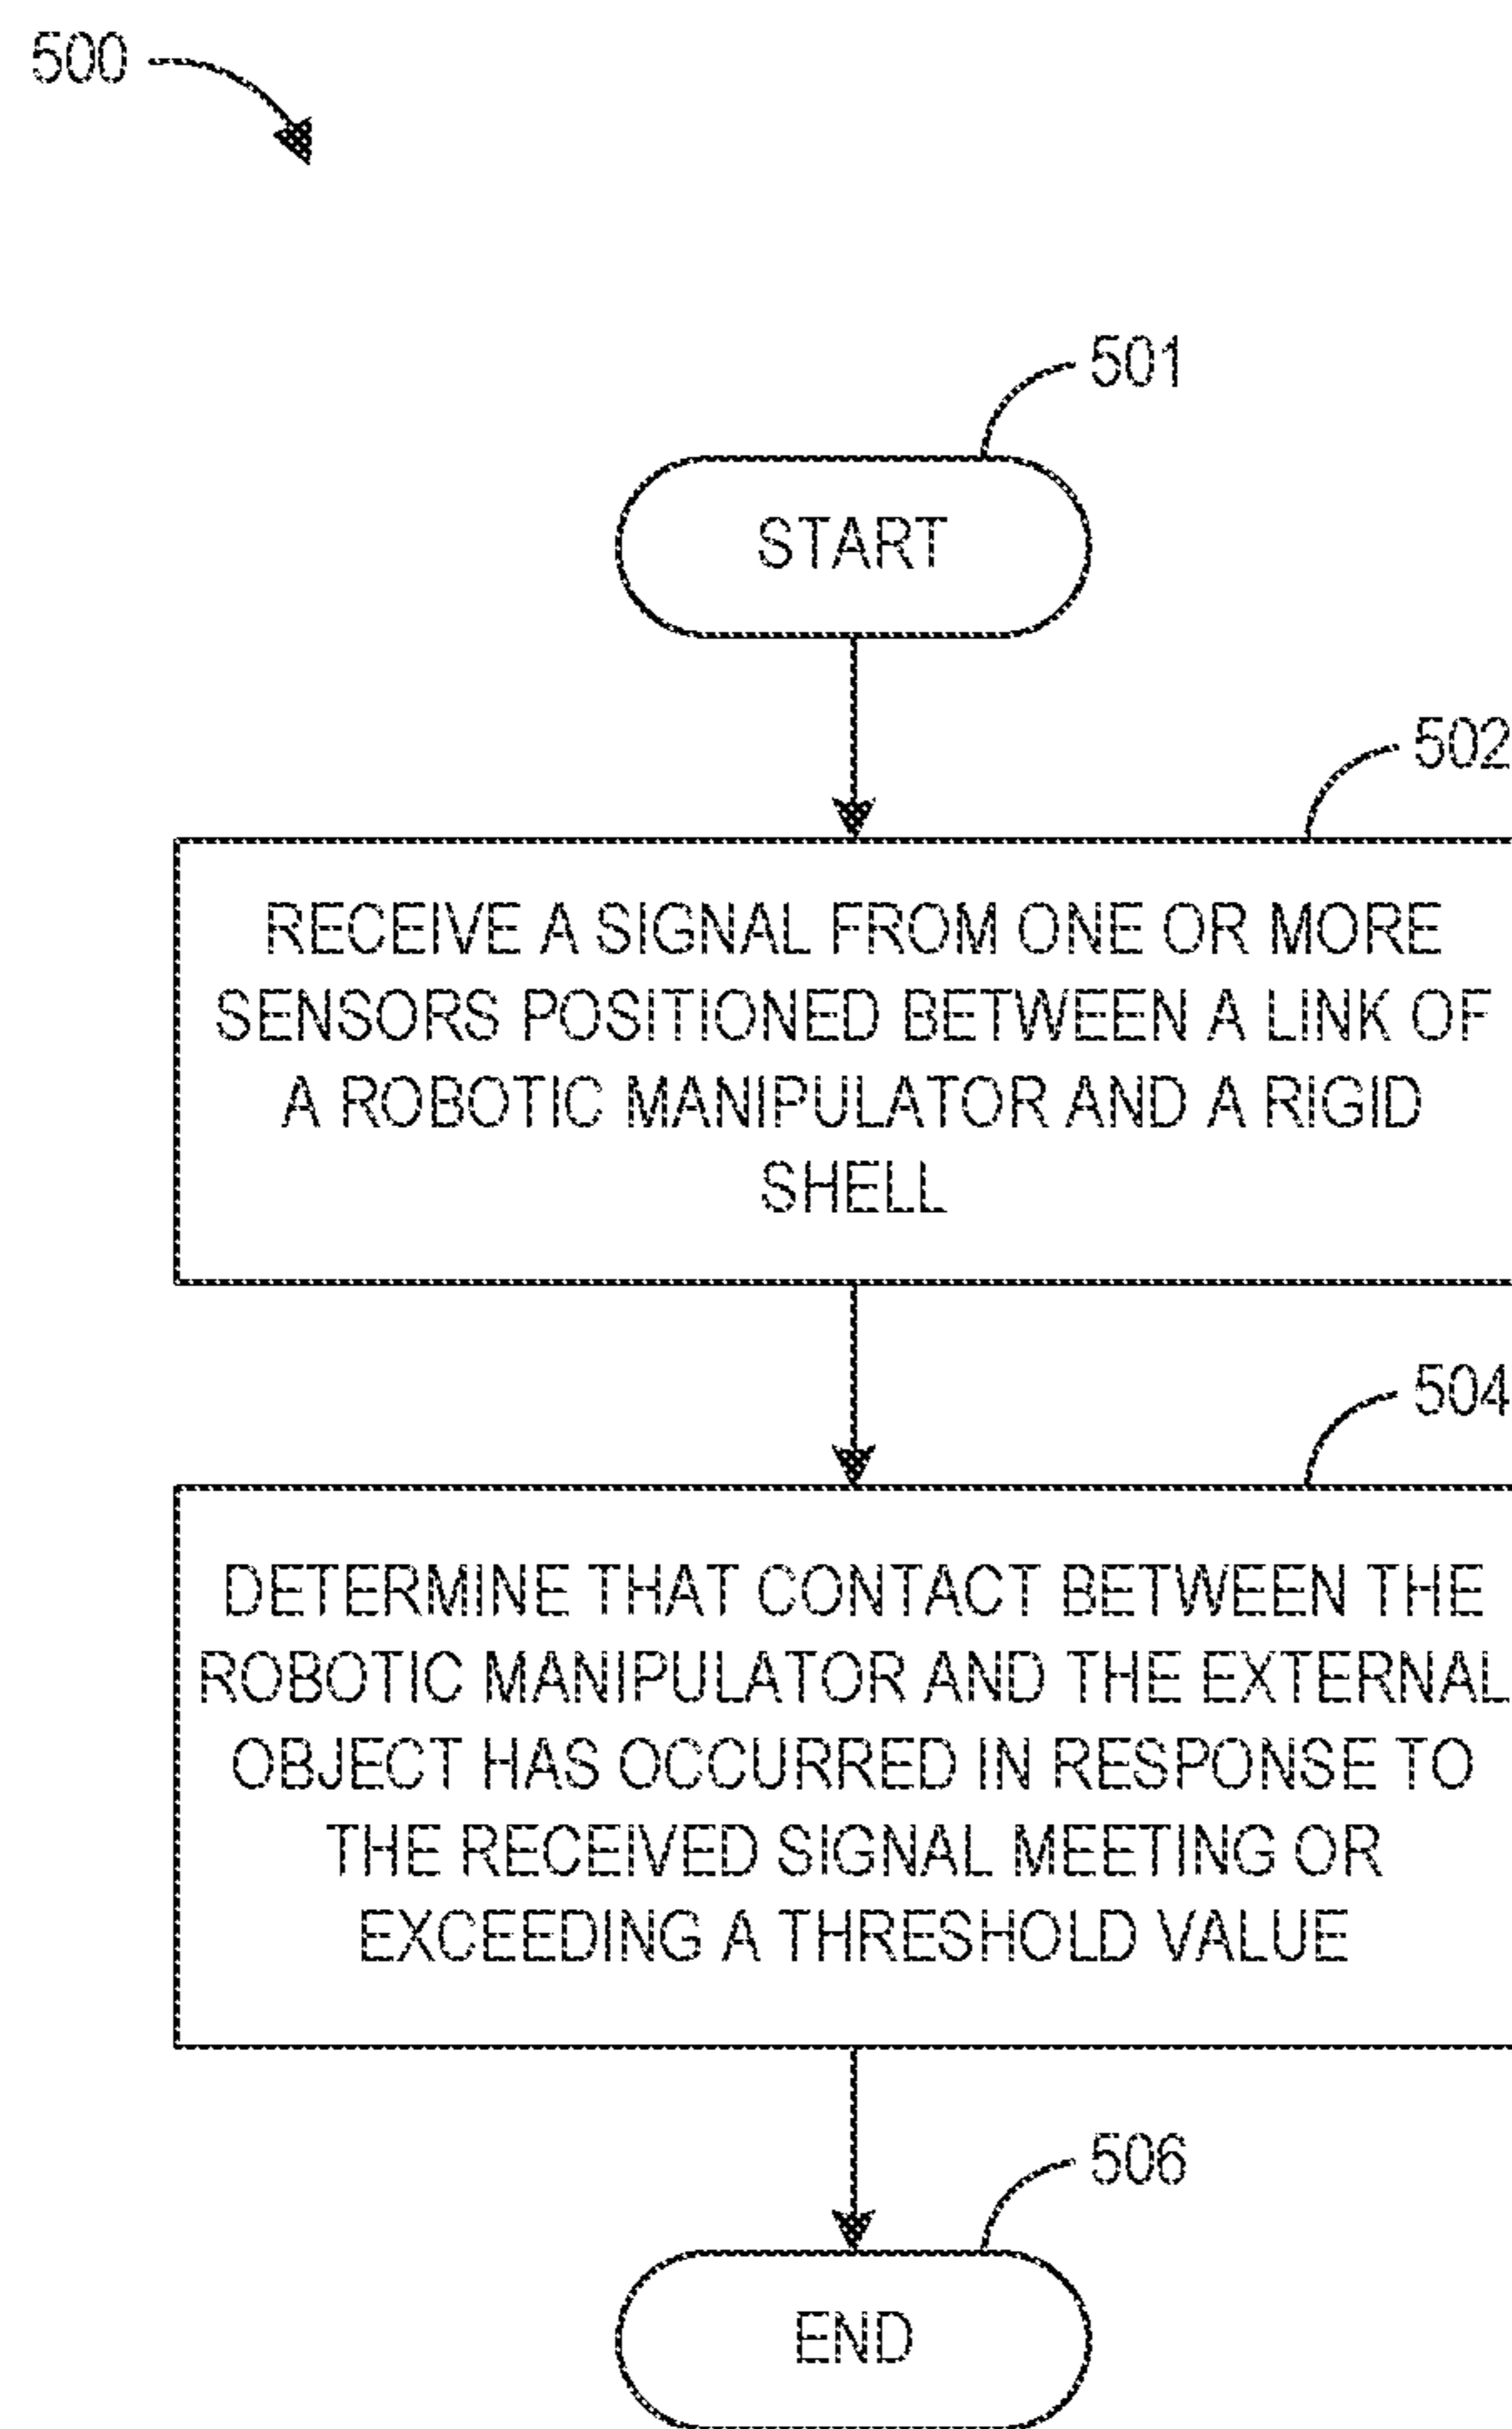 500
501
START
502
RECEIVE A SIGNAL FROM ONE OR MORE
SENSORS POSITIONED BETWEEN A LINK OF
A ROBOTIC MANIPULATOR AND A RIGID
SHELL
504
DETERMINE THAT CONTACT BETWEEN THE
ROBOTIC MANIPULATOR AND THE EXTERNAL
OBJECT HAS OCCURRED IN RESPONSE TO
THE RECEIVED SIGNAL MEETING OR
EXCEEDING A THRESHOLD VALUE
506
END